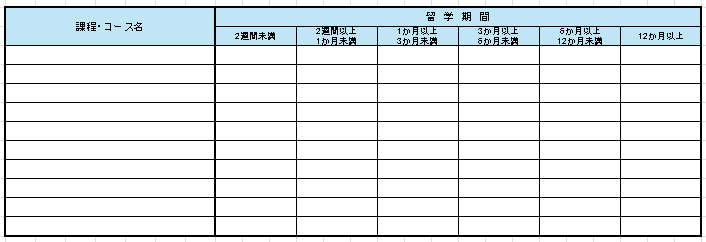 課程・コース名
留 学 期 間
2週間未満
2週間以上
1か月未満
1か月以上
3か月未満
3か月以上
6か月未満
6か月以上
12か月未満
12か月以上